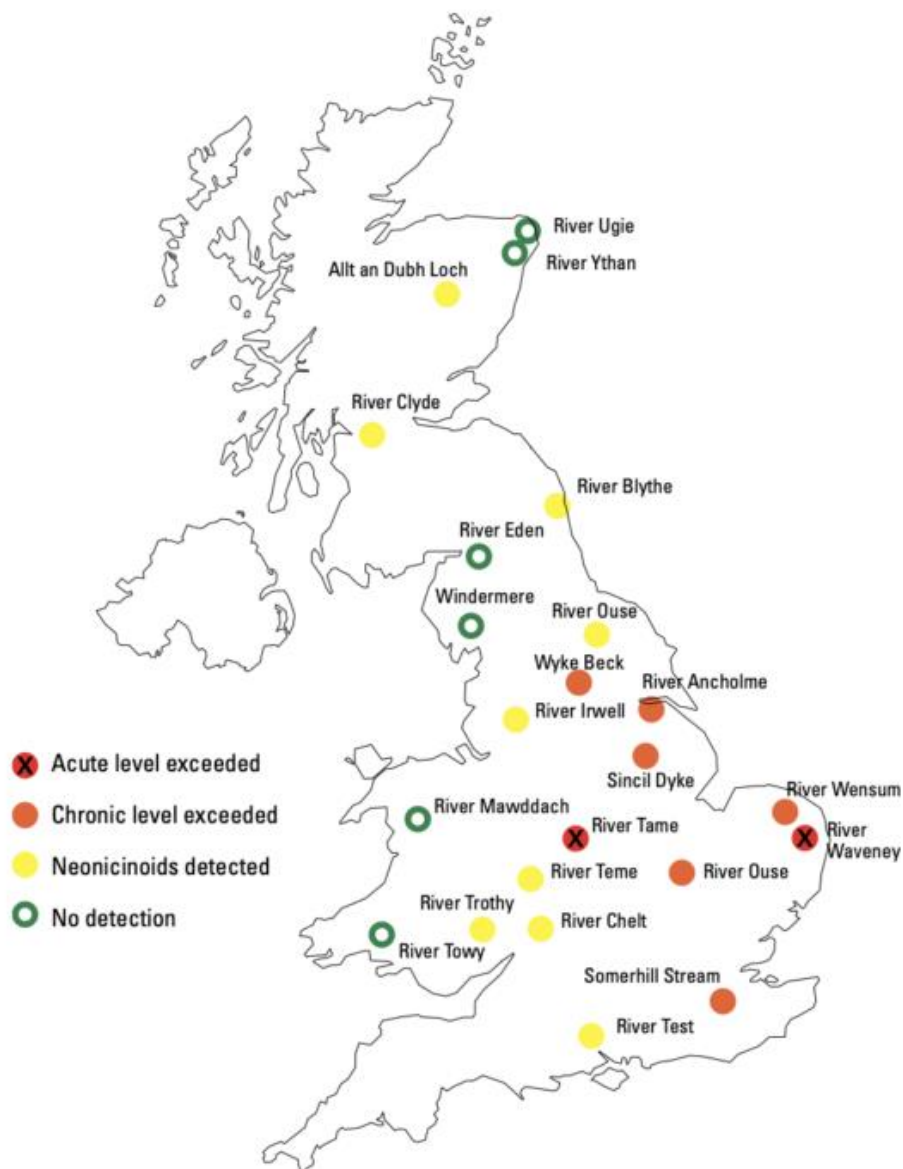 River Ugie
River Ythan
Allt an Dubh Loch
River Clyde
River Blythe
River Eden
Windermere
River Ouse
Wyke Beck
River Ancholme
River Irwell
Sincil Dyke
X Acute level exceeded
Chronic level exceeded
Neonicinoids detected
No detection
River Wensum
River Mawddach
X River Tame
X River
Waveney
River Teme
River Ouse
River Trothy
River Chelt
River Towy
Somerhill Stream
River Test